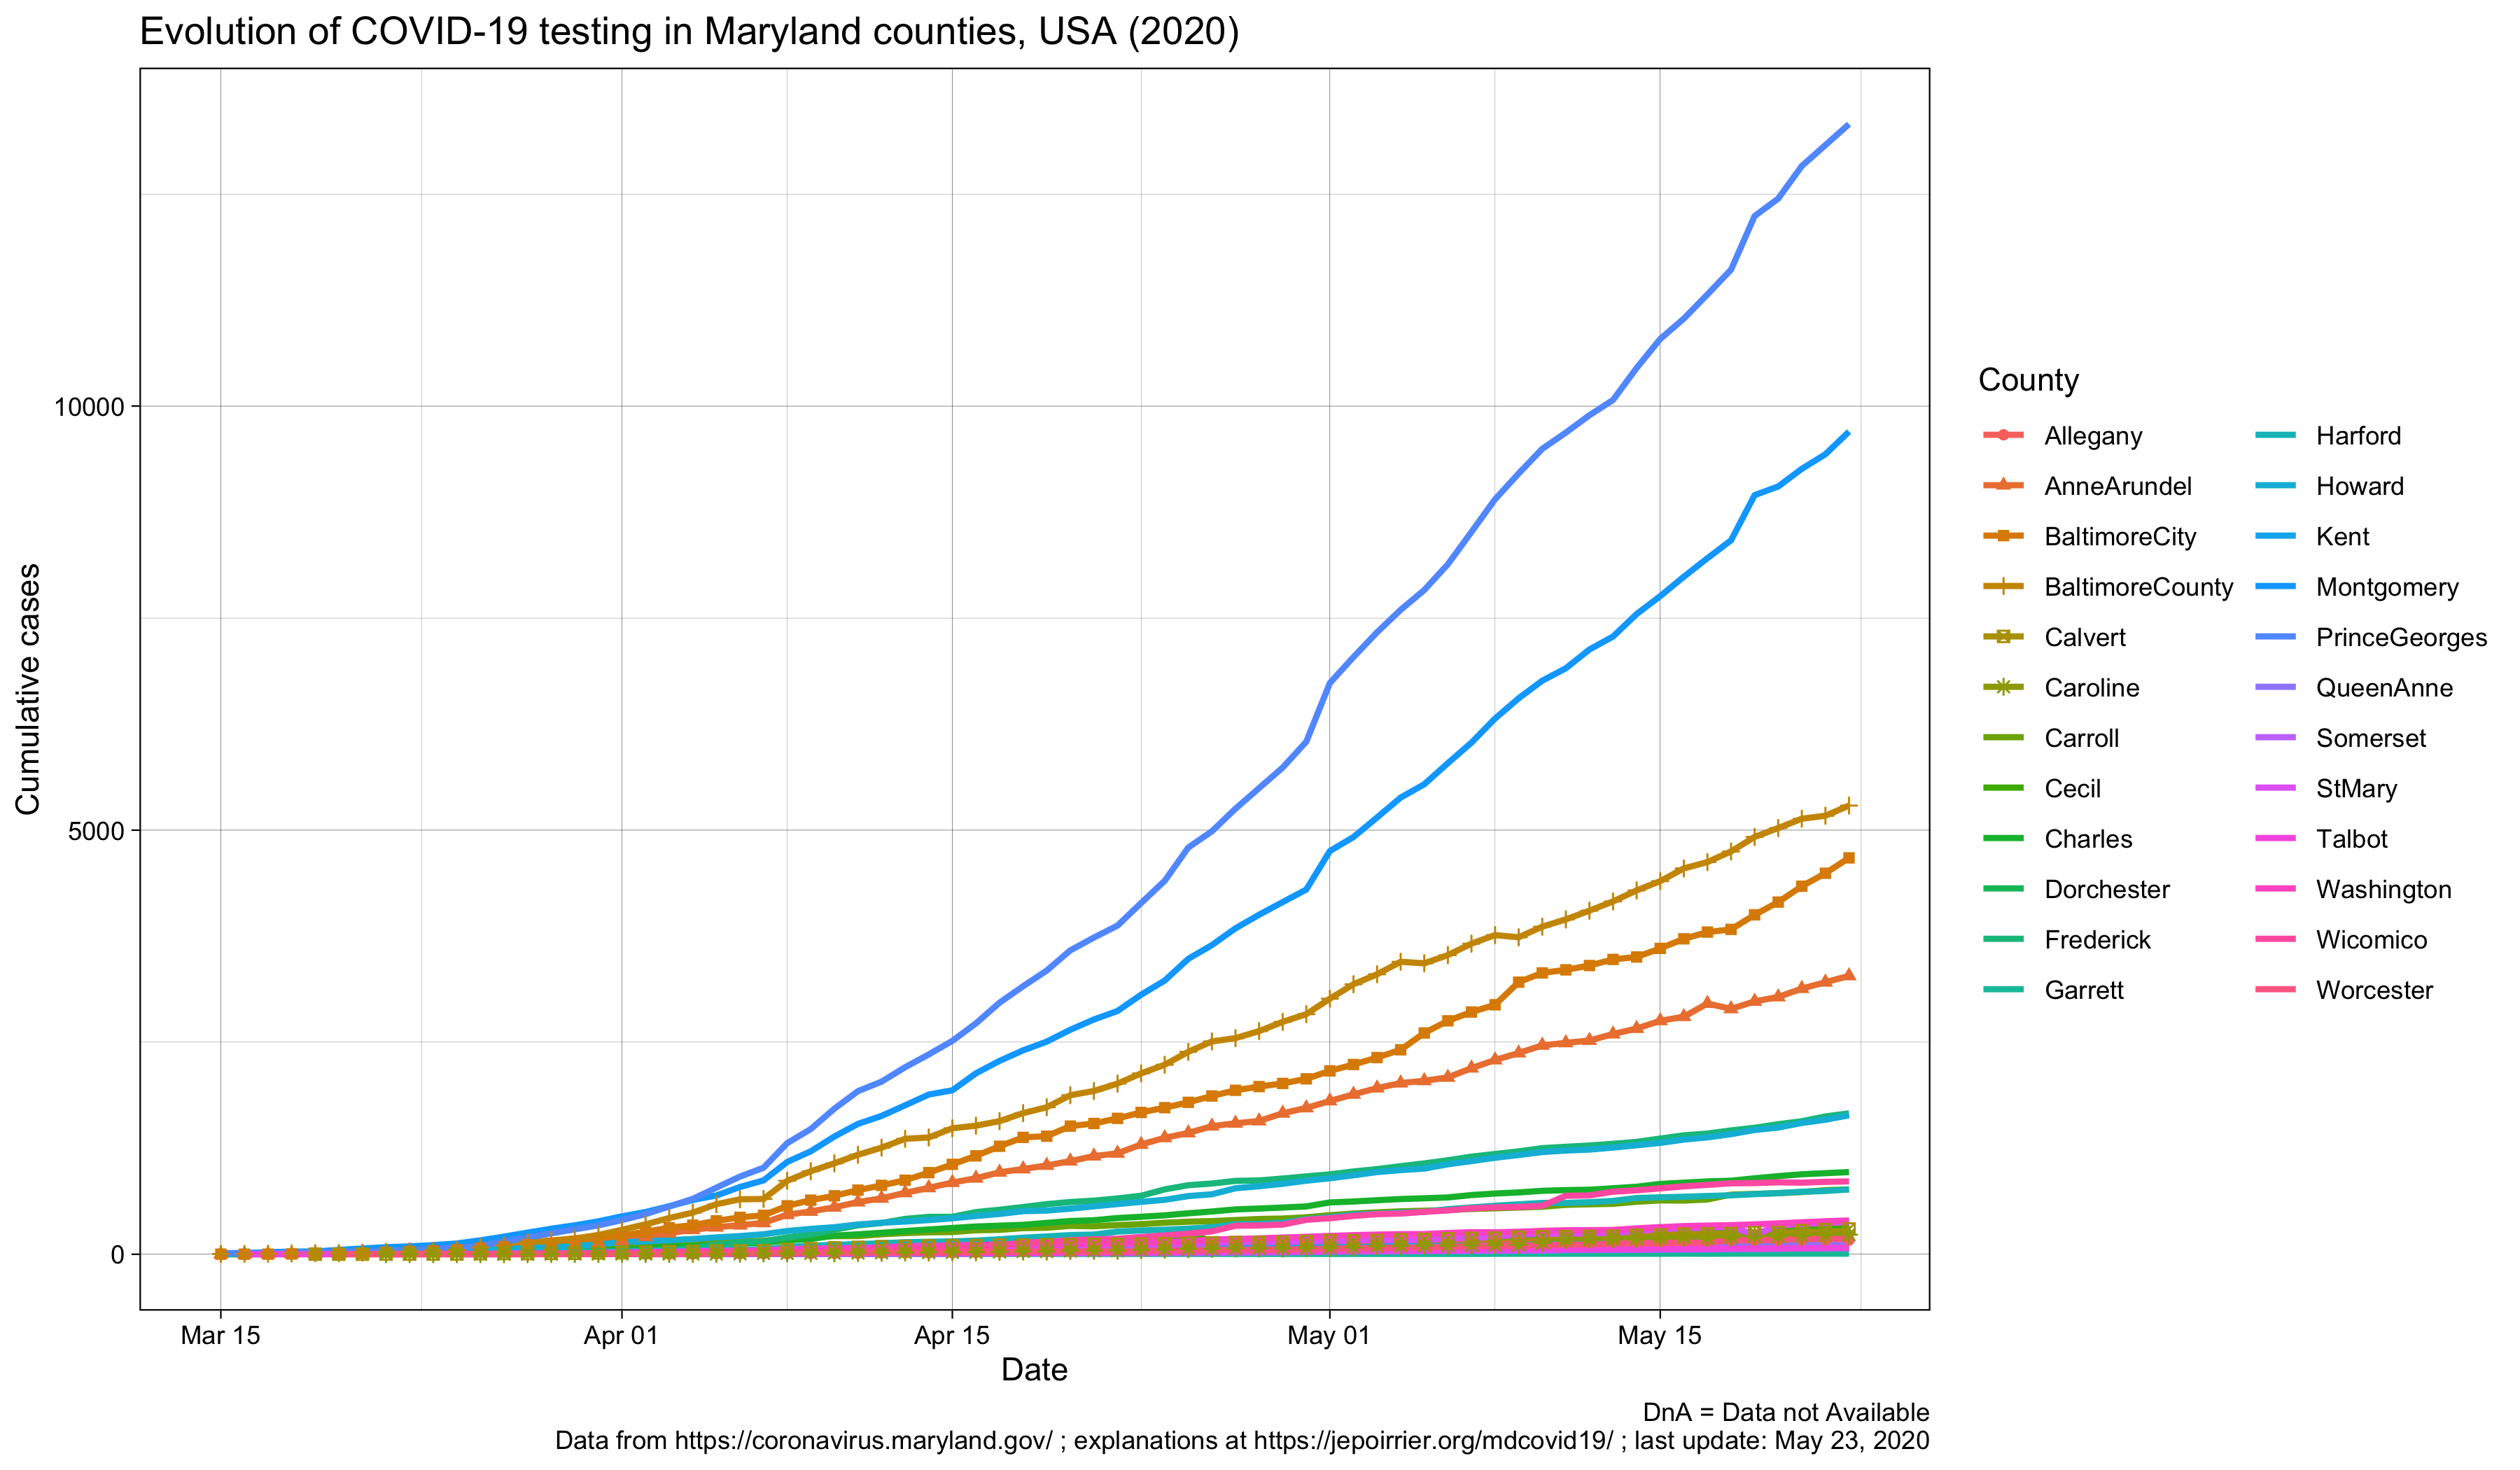 Evolution of COVID-19 testing in Maryland counties, USA (2020)
Cumulative cases
10000
5000
0
Mar 15
Apr 01
Apr 15
May 01
May 15
Date
County
Allegany
AnneArundel
BaltimoreCity
BaltimoreCounty
Calvert
Caroline
Carroll
Cecil
Charles
Dorchester
Frederick
Garrett
Harford
Howard
Kent
Montgomery
PrinceGeorges
QueenAnne
Somerset
StMary
Talbot
Washington
Wicomico
Worcester
DnA = Data not Available
Data from https://coronavirus.maryland.gov/ ; explanations at https://jepoirrier.org/mdcovid19/ ; last update: May 23, 2020